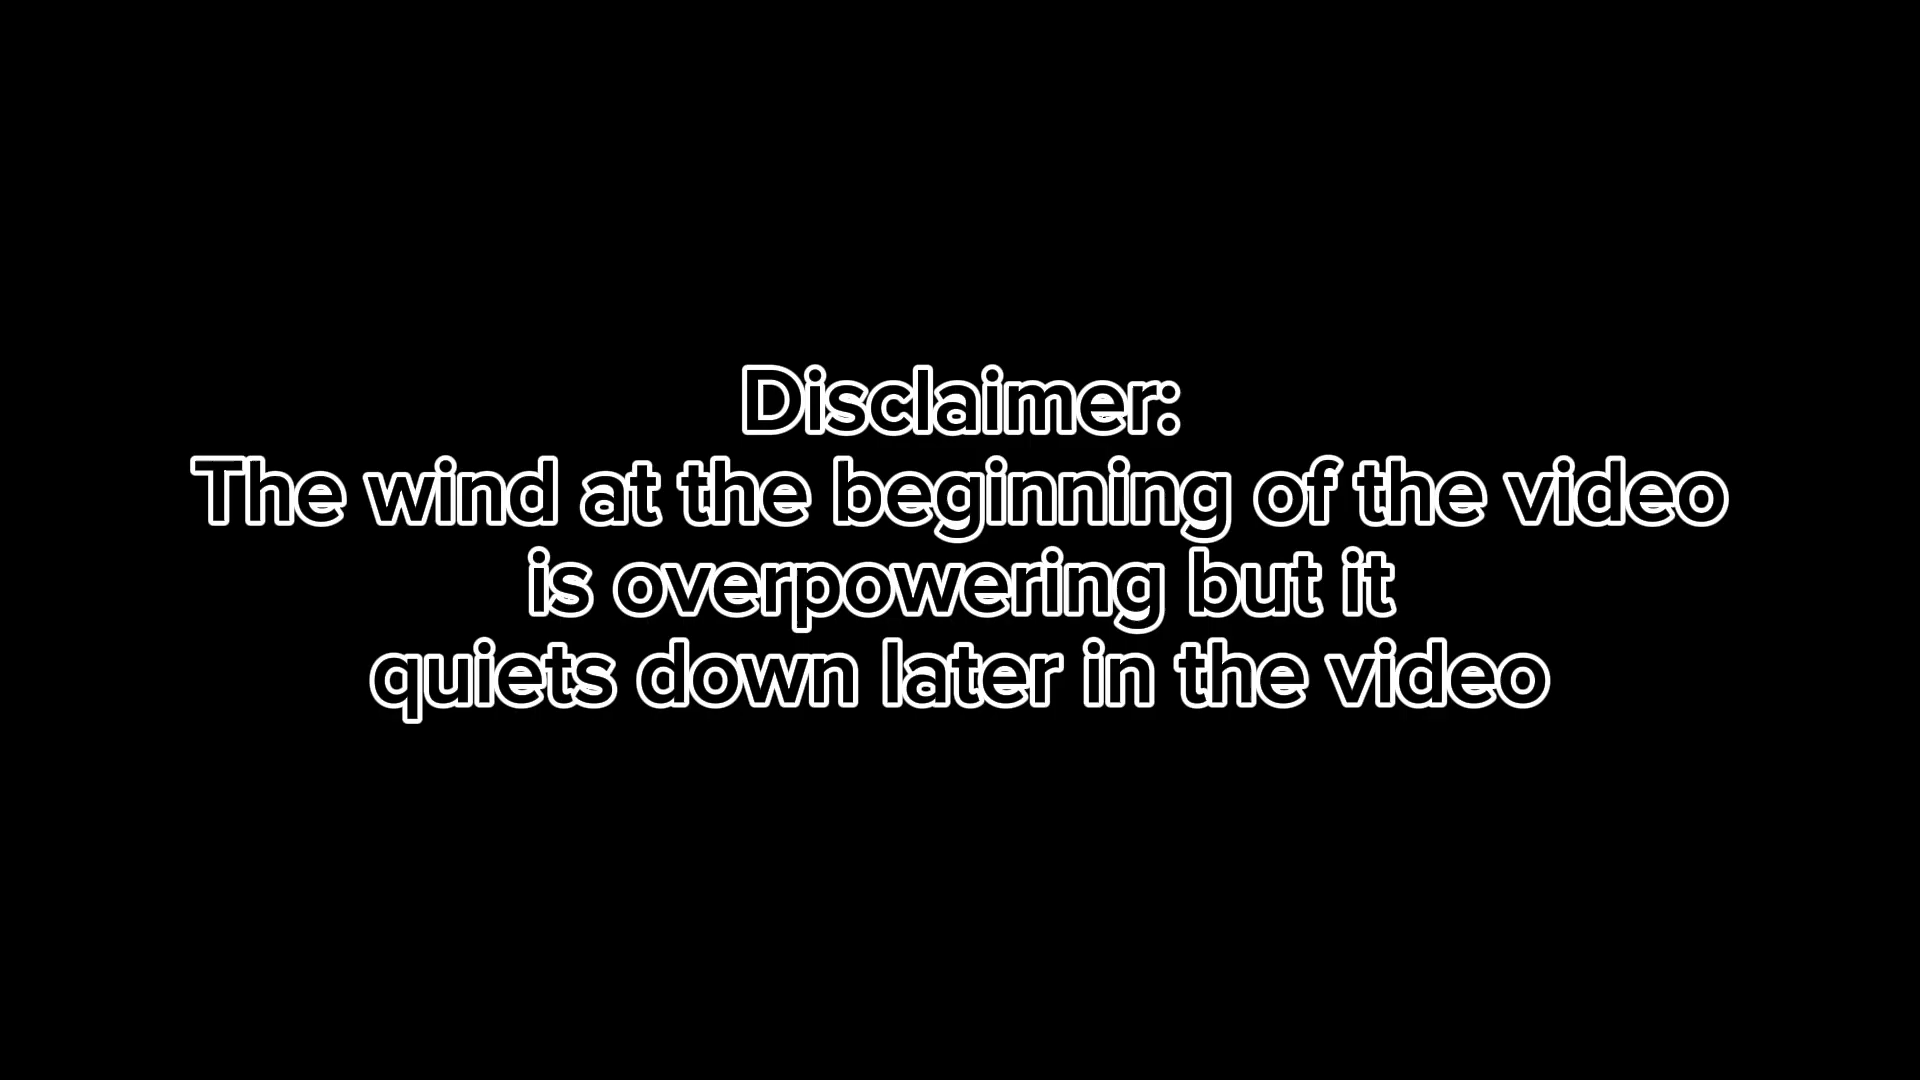 Disclaimer:
The wind at the beginning of the video
is overpowering but it
quiets down later in the video